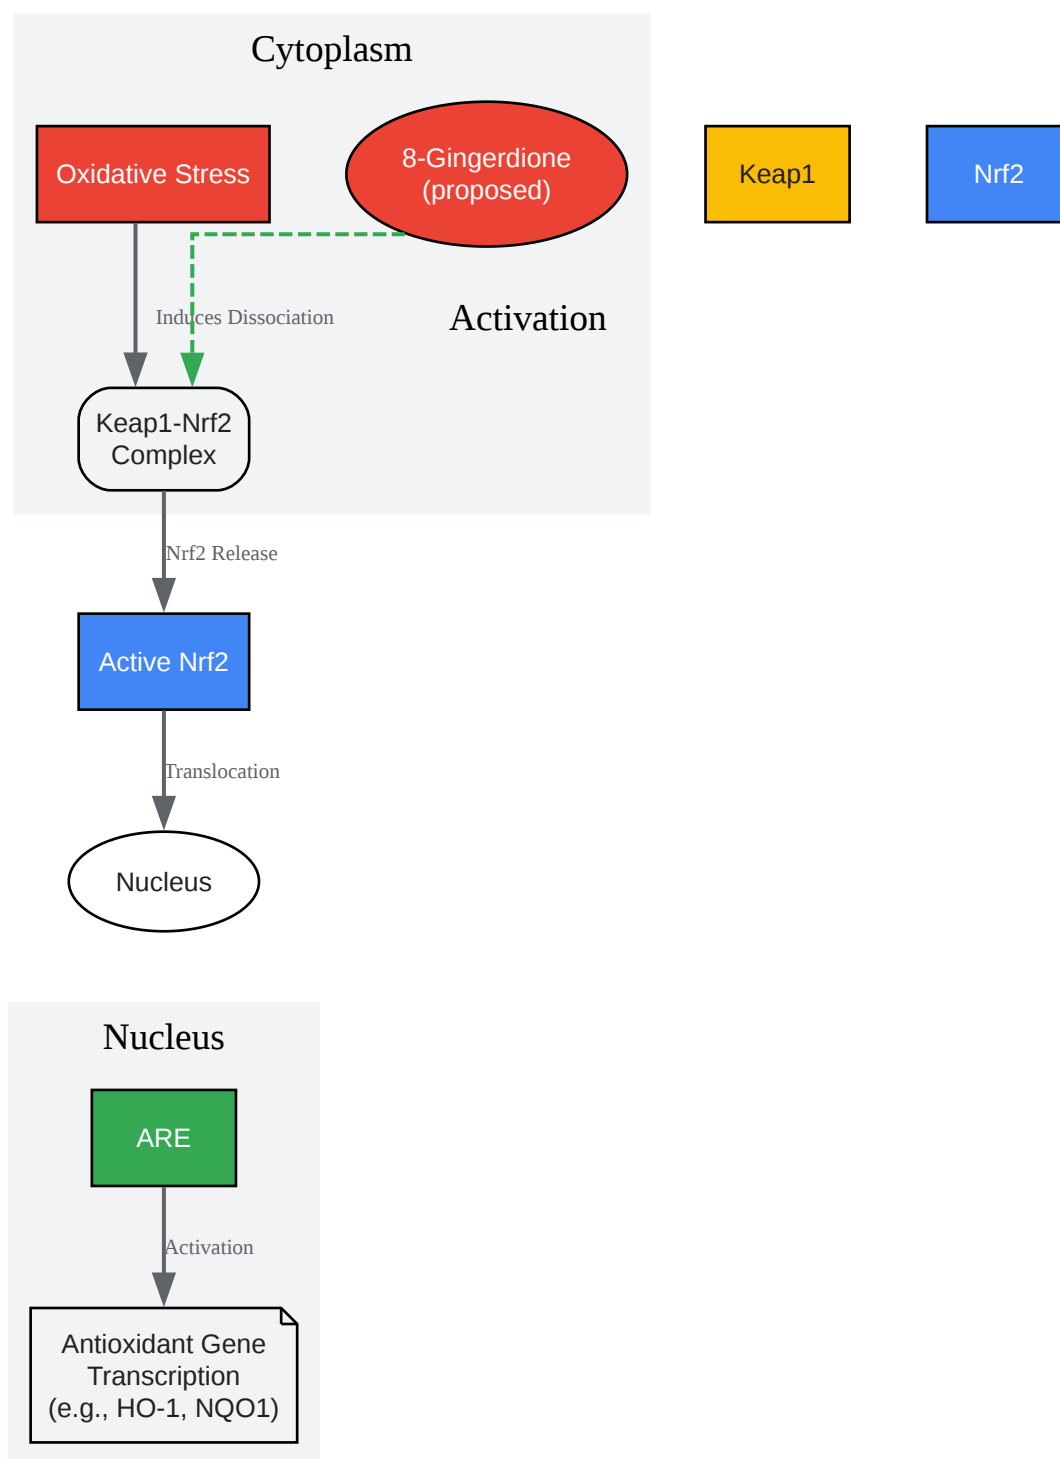 Cytoplasm
Oxidative Stress
8-Gingerdione
(proposed)
Keap1
Nrf2
Induces Dissociation
Activation
Keap1-Nrf2
Complex
Nrf2 Release
Active Nrf2
Translocation
Nucleus
Nucleus
ARE
Activation
Antioxidant Gene
Transcription
(e.g., HO-1, NQO1)